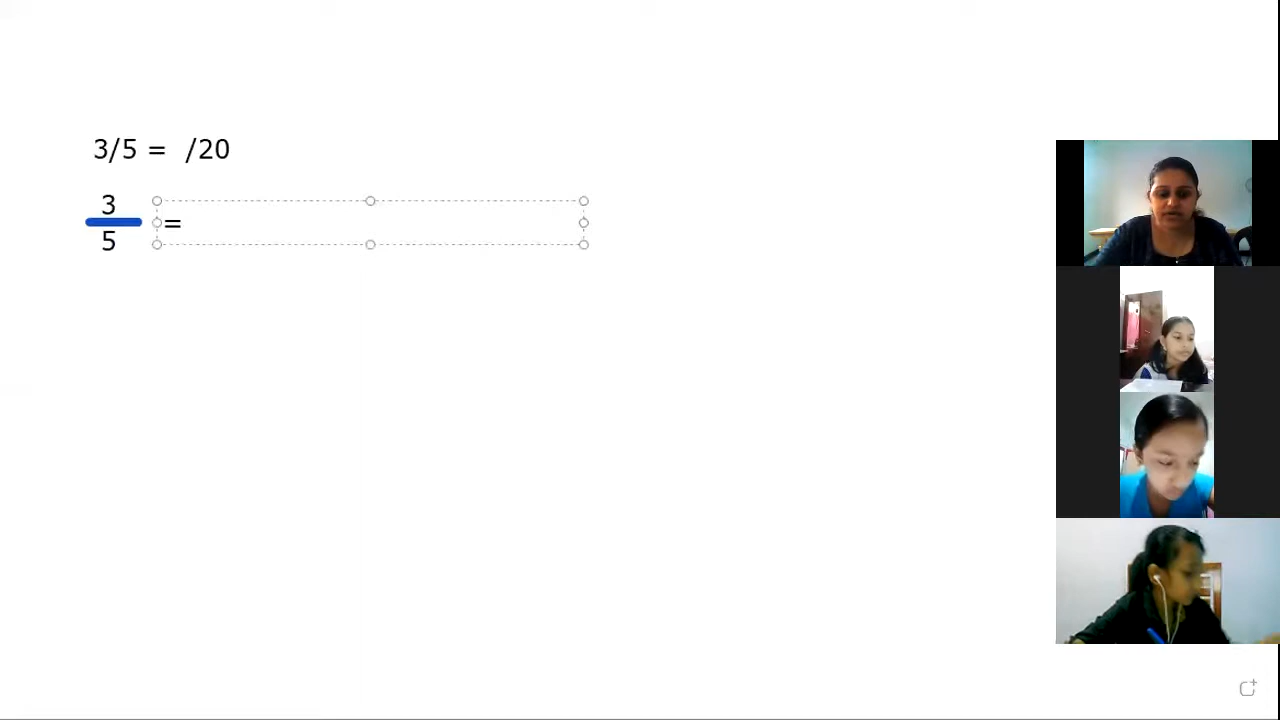 3/5 = /20
3
= 
5